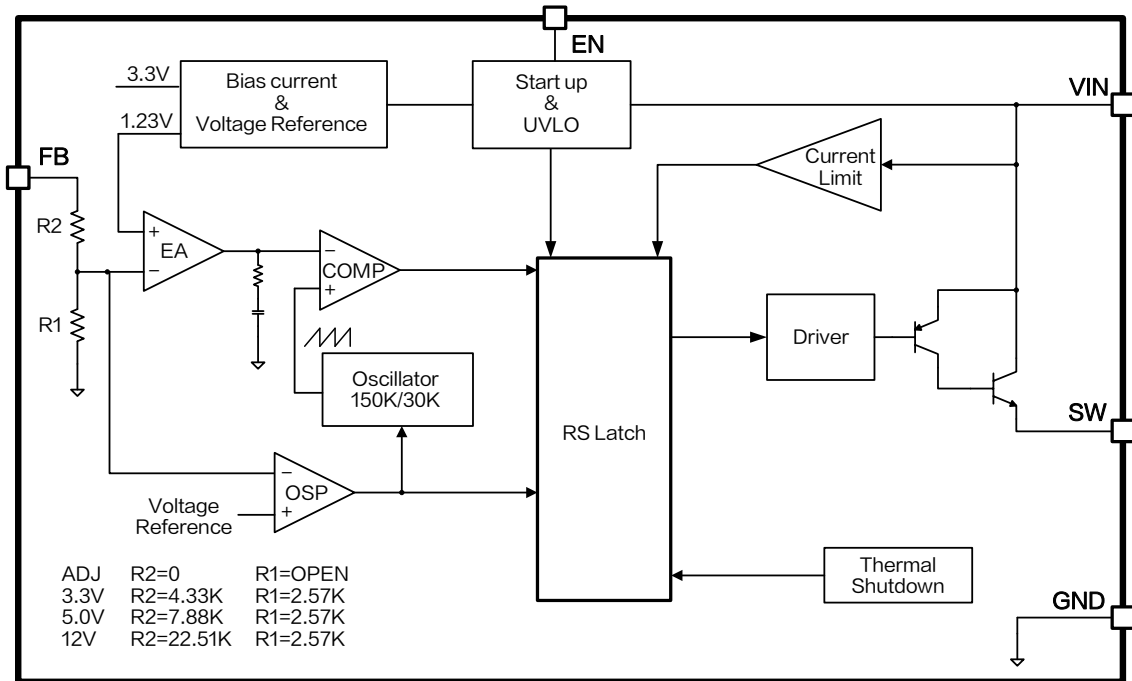 EN
3.3V
Bias current
&
Voltage Reference
Start up
&
UVLO
VIN
1.23V
FB
Current
Limit
R2
+
EA
−
−
COMP
+
R1
Oscillator
150K/30K
Driver
SW
RS Latch
−
OSP
+
Voltage
Reference
Thermal
Shutdown
GND
ADJ R2=0 R1=OPEN
3.3V R2=4.33K R1=2.57K
5.0V R2=7.88K R1=2.57K
12V R2=22.51K R1=2.57K